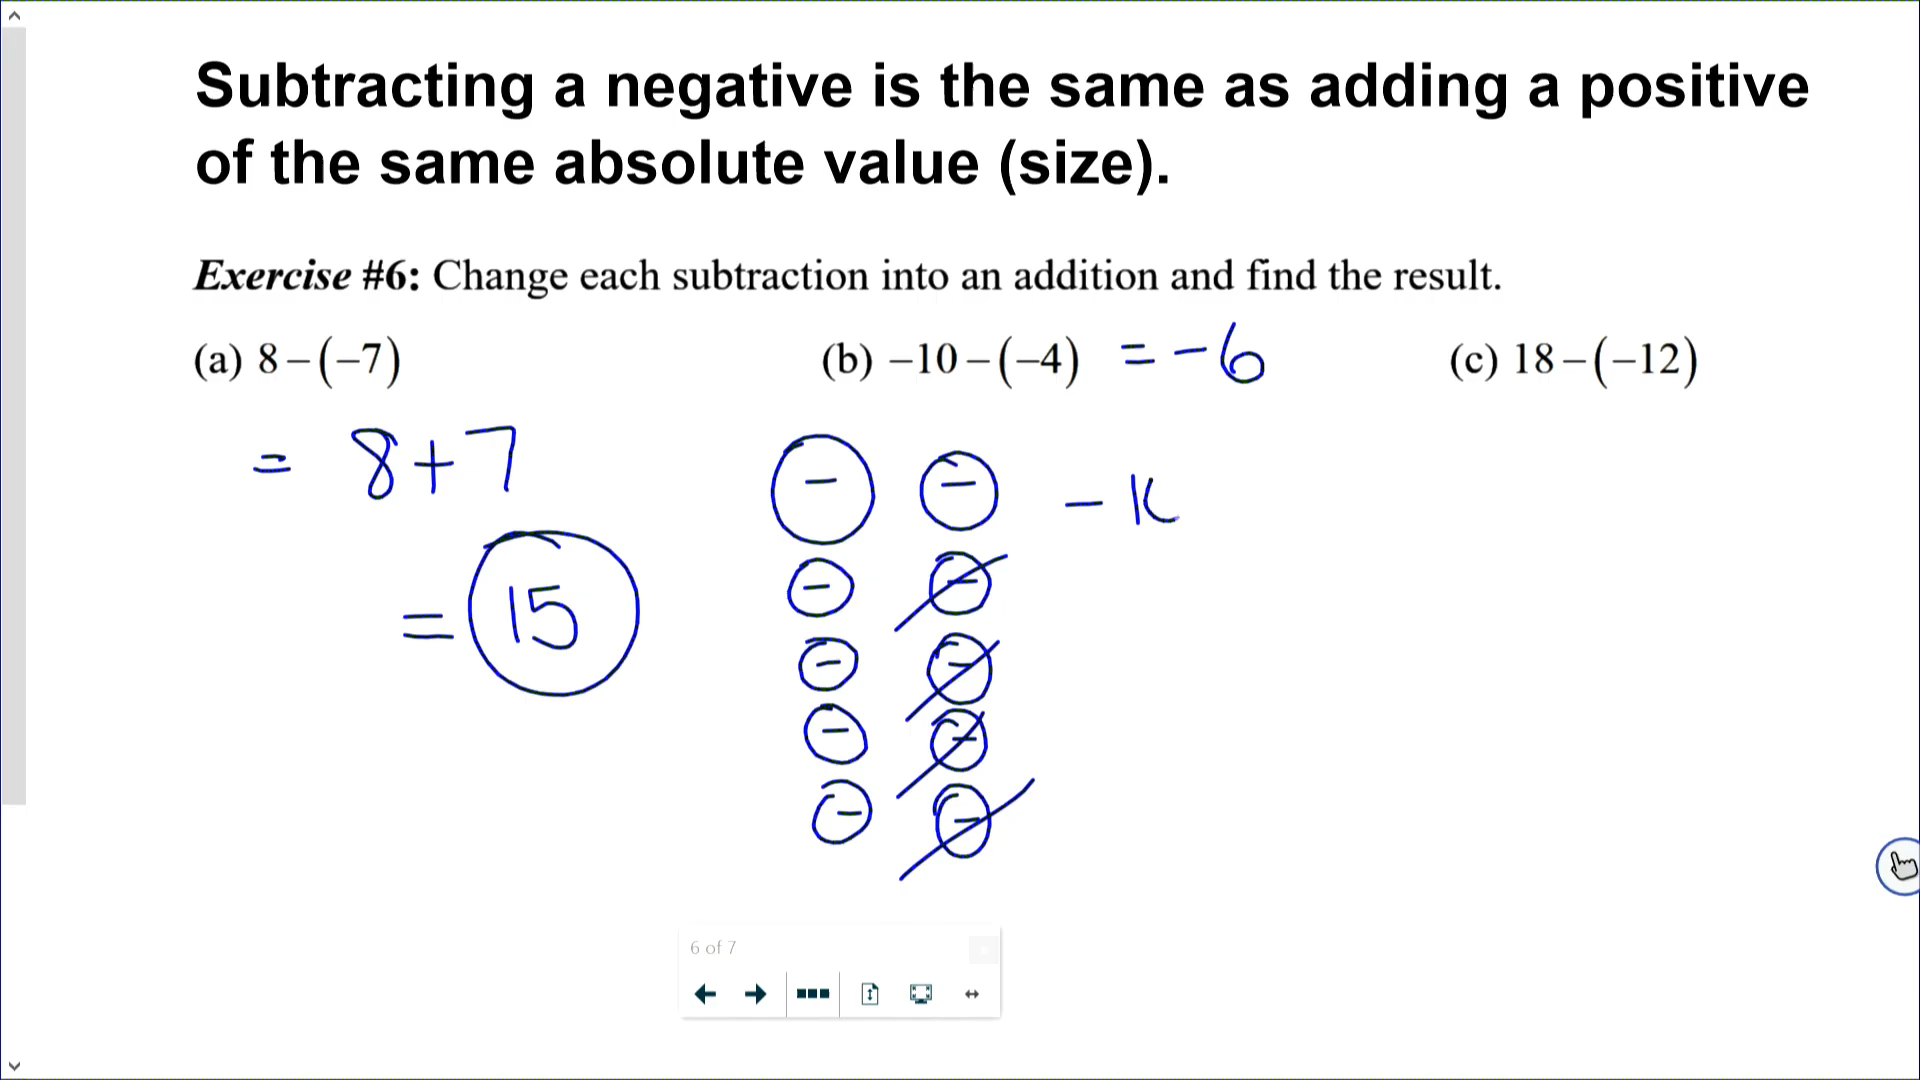 Subtracting a negative is the same as adding a positive
of the same absolute value (size).
Exercise #6: Change each subtraction into an addition and find the result.
(a) 8–(–7)
= 8+7
= 15
(b) –10–(–4) = -6
(c) 18–(–12)
6 of 7